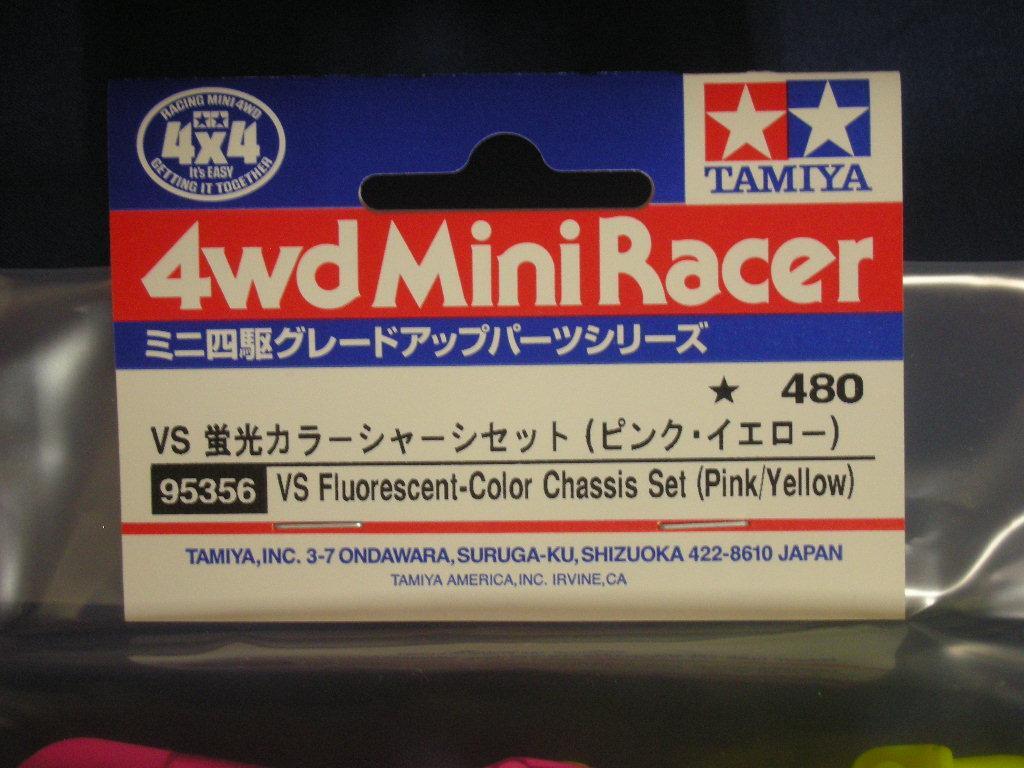 RACING MINI 4WD
4x4
It's EASY
GETTING IT TOGETHER
TAMIYA
4wd Mini Racer
ミニ四駆グレードアップパーツシリーズ
★ 480
VS 蛍光カラーシャーシセット (ピンク・イエロー)
95356 VS Fluorescent-Color Chassis Set (Pink/Yellow)
TAMIYA, INC. 3-7 ONDAWARA, SURUGA-KU, SHIZUOKA 422-8610 JAPAN
TAMIYA AMERICA, INC. IRVINE, CA